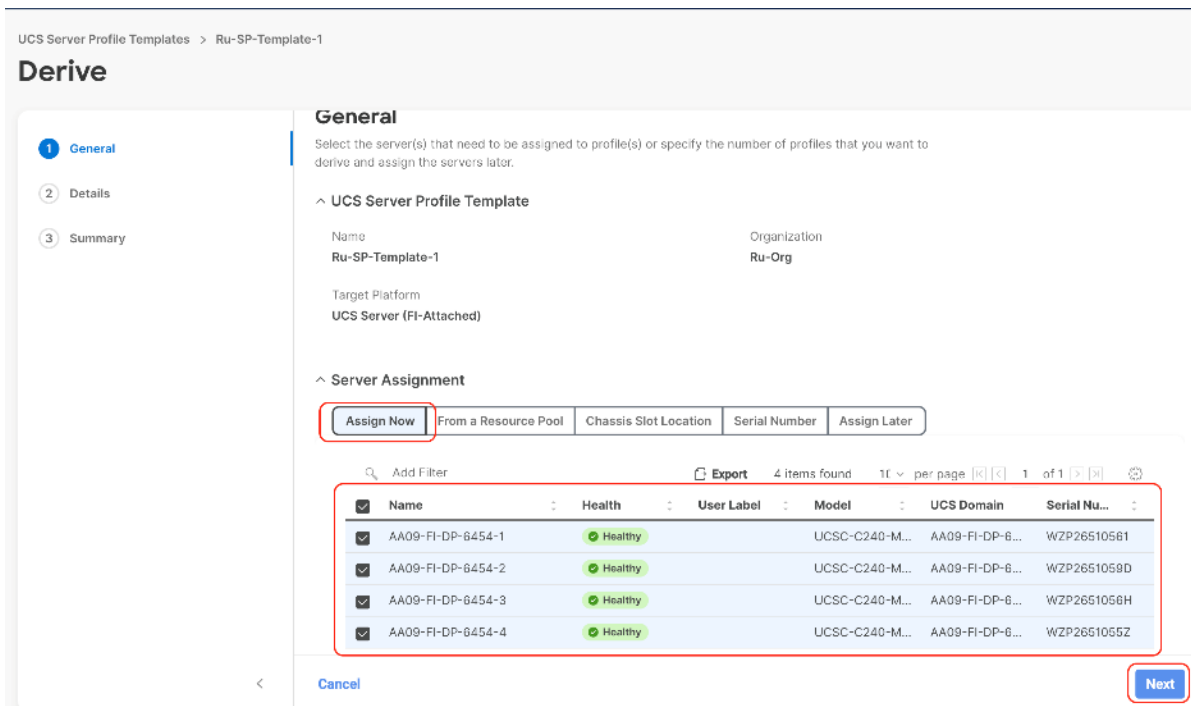 UCS Server Profile Templates > Ru-SP-Template-1
Derive
1 General
2 Details
3 Summary
General
Select the server(s) that need to be assigned to profile(s) or specify the number of profiles that you want to
derive and assign the servers later.
UCS Server Profile Template
Name Organization
Ru-SP-Template-1 Ru-Org
Target Platform
UCS Server (FI-Attached)
Server Assignment
Assign Now From a Resource Pool Chassis Slot Location Serial Number Assign Later
Add Filter Export 4 items found 10 per page 1 of 1
Name Health User Label Model UCS Domain Serial Nu...
AA09-FI-DP-6454-1 Healthy UCSC-C240-M... AA09-FI-DP-6... WZP26510561
AA09-FI-DP-6454-2 Healthy UCSC-C240-M... AA09-FI-DP-6... WZP2651059D
AA09-FI-DP-6454-3 Healthy UCSC-C240-M... AA09-FI-DP-6... WZP2651056H
AA09-FI-DP-6454-4 Healthy UCSC-C240-M... AA09-FI-DP-6... WZP2651055Z
Cancel Next